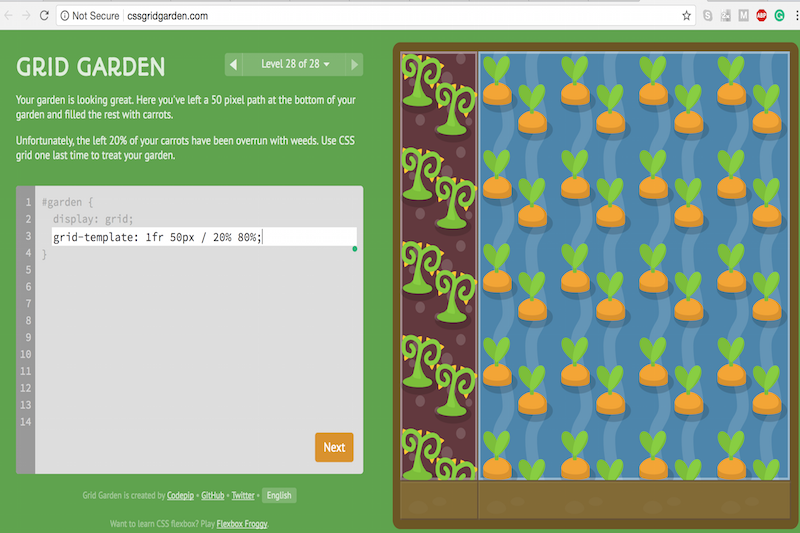 Not Secure | cssgridgarden.com
GRID GARDEN
Level 28 of 28
Your garden is looking great. Here you've left a 50 pixel path at the bottom of your
garden and filled the rest with carrots.
Unfortunately, the left 20% of your carrots have been overrun with weeds. Use CSS
grid one last time to treat your garden.
1 #garden {
2 display: grid;
3 grid-template: 1fr 50px / 20% 80%;
4 }
5
6
7
8
9
10
11
12
13
14
Next
Grid Garden is created by Codepip • GitHub • Twitter • English
Want to learn CSS flexbox? Play Flexbox Froggy.